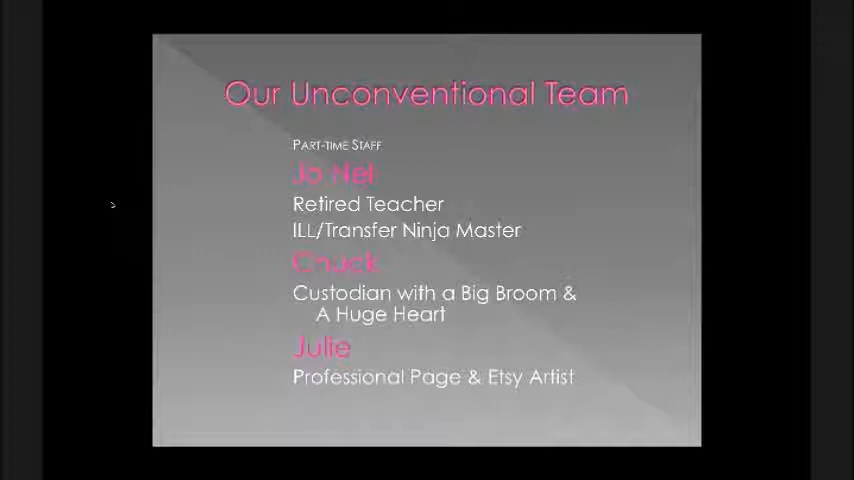 Our Unconventional Team
PART-TIME STAFF
Jo Nel
Retired Teacher
ILL/Transfer Ninja Master
Chuck
Custodian with a Big Broom &
A Huge Heart
Julie
Professional Page & Etsy Artist